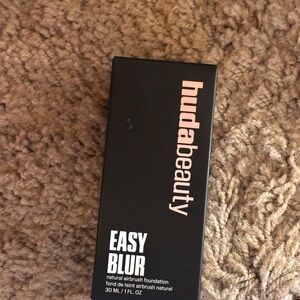 hudabeauty
EASY
BLUR
natural airbrush foundation
fond de teint airbrush naturel
30 ML / 1 FL. OZ